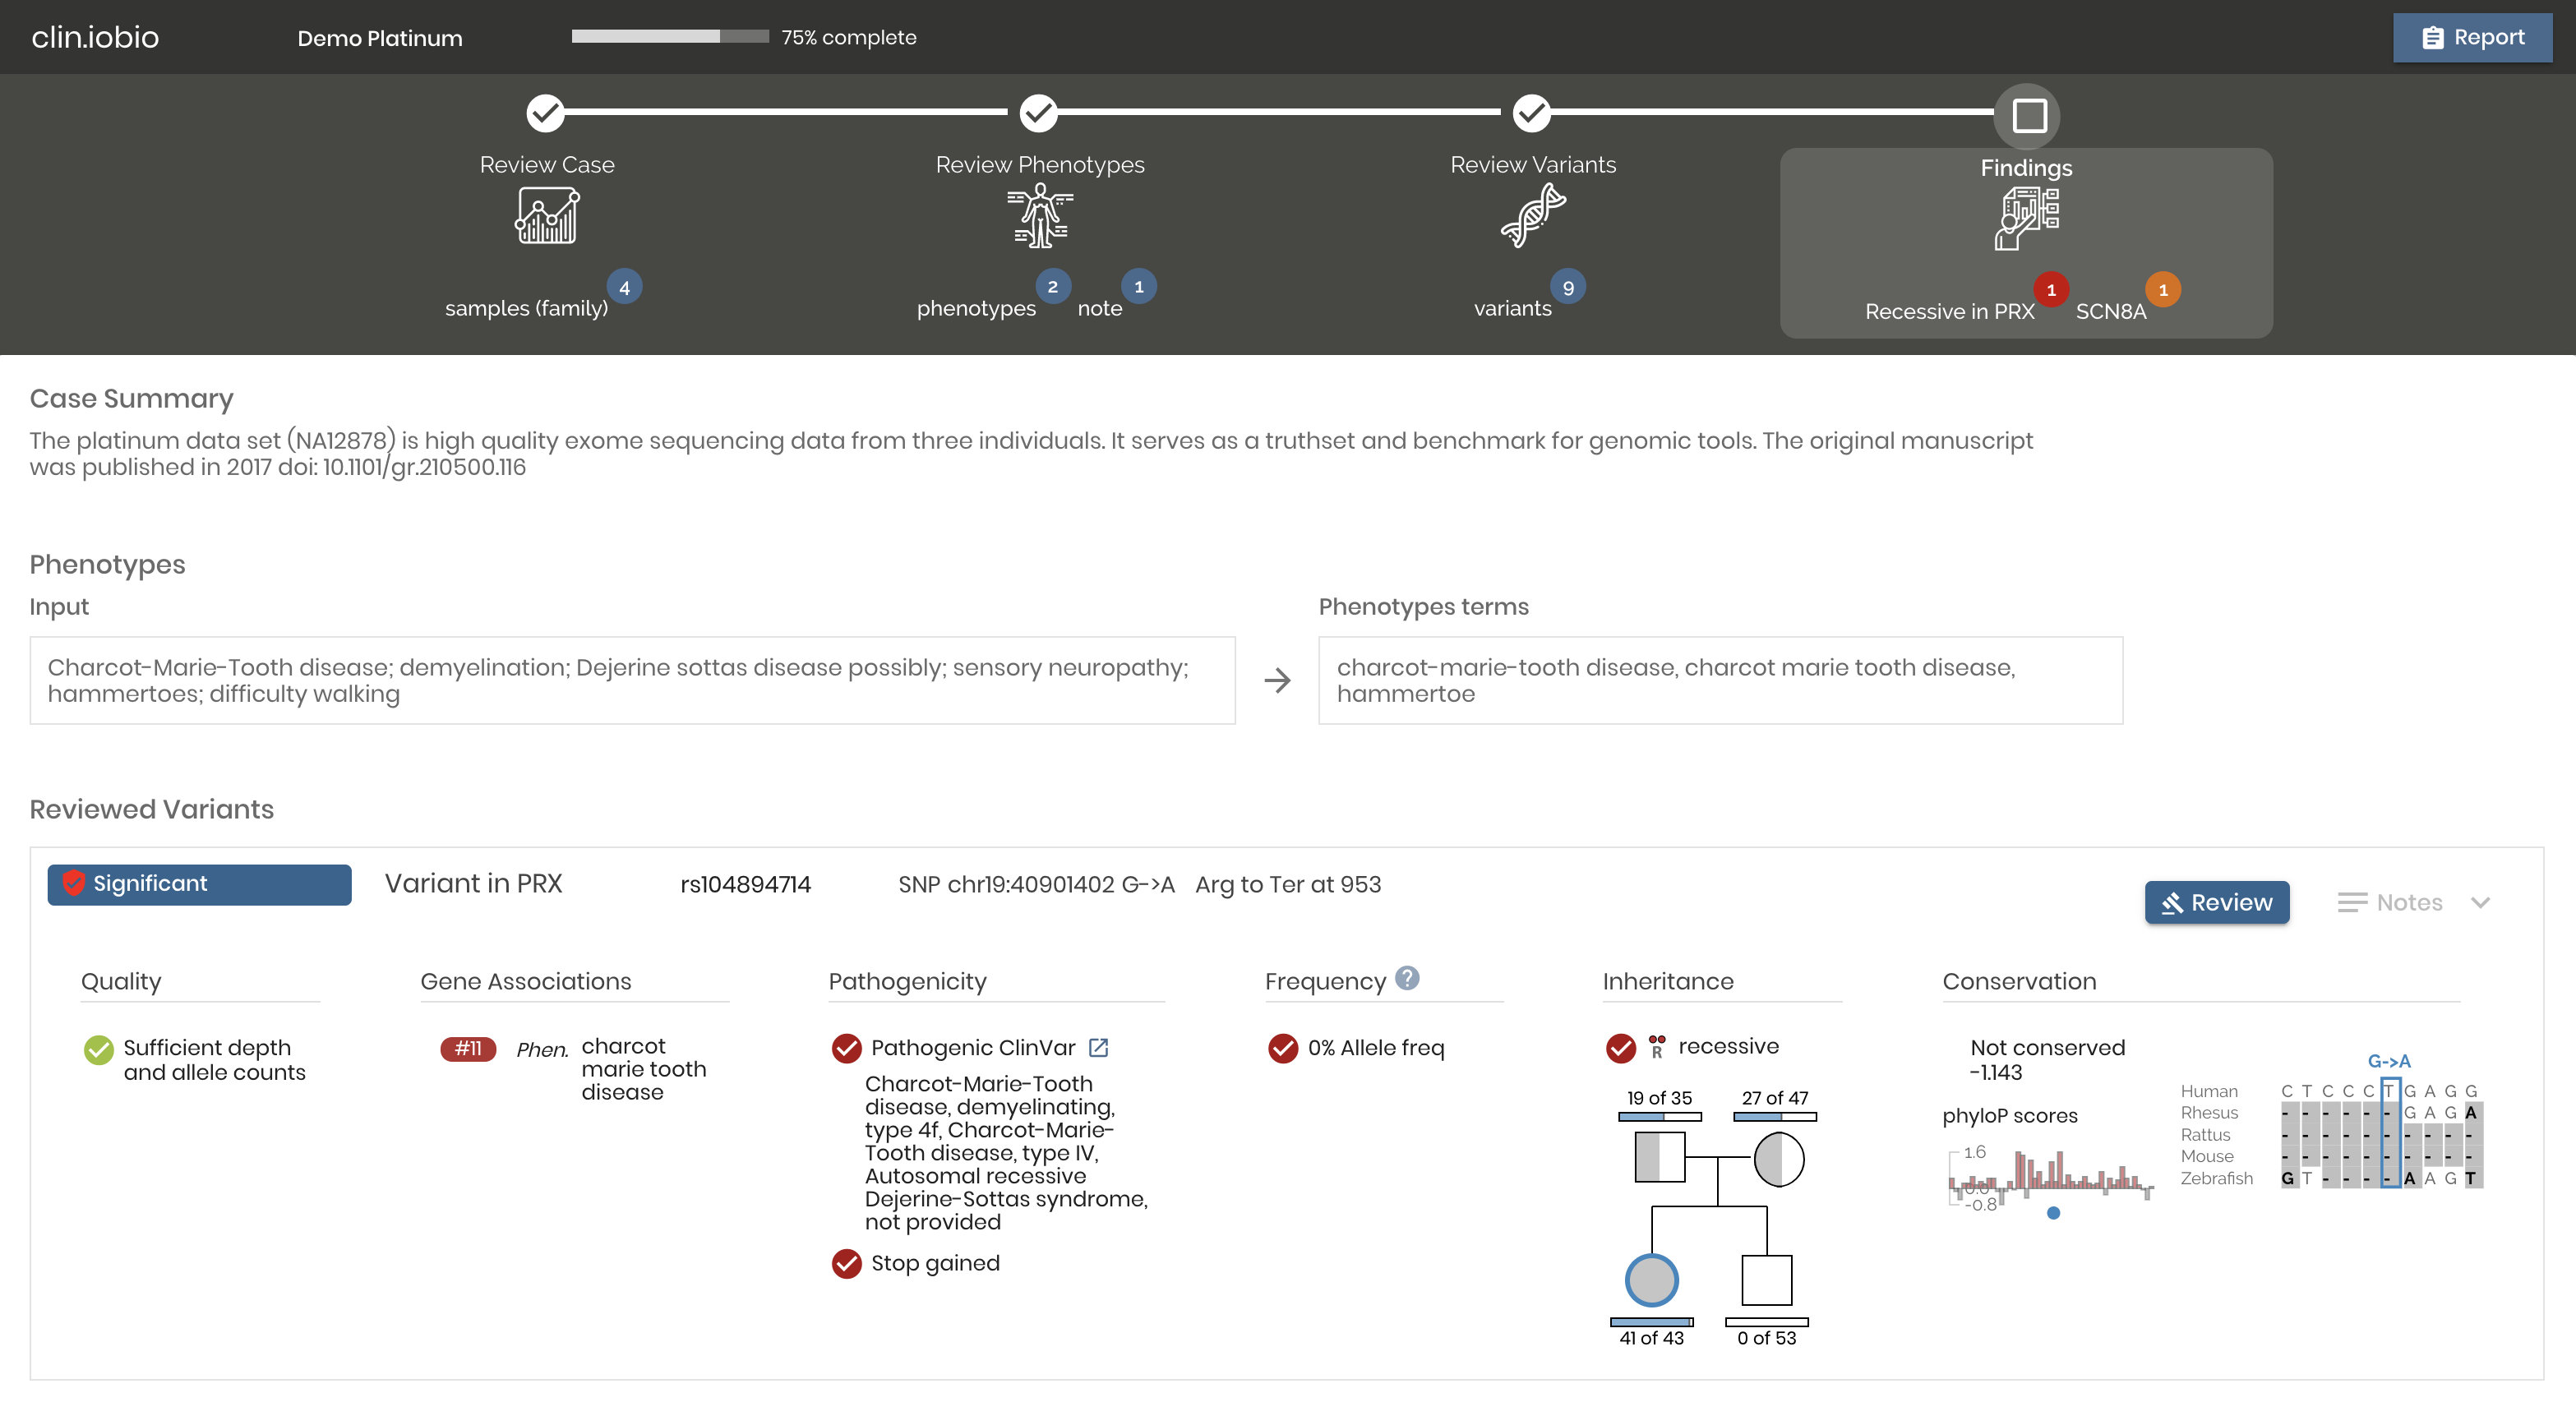 clin.iobio
Demo Platinum
75% complete
Report
Review Case
Review Phenotypes
Review Variants
Findings
samples (family) 4
phenotypes 2 note 1
variants 9
Recessive in PRX 1 SCN8A 1
Case Summary
The platinum data set (NA12878) is high quality exome sequencing data from three individuals. It serves as a truthset and benchmark for genomic tools. The original manuscript
was published in 2017 doi: 10.1101/gr.210500.116
Phenotypes
Input
Charcot-Marie-Tooth disease; demyelination; Dejerine sottas disease possibly; sensory neuropathy;
hammertoes; difficulty walking
Phenotypes terms
charcot-marie-tooth disease, charcot marie tooth disease,
hammertoe
Reviewed Variants
Significant
Variant in PRX
rs104894714
SNP chr19:40901402 G->A Arg to Ter at 953
Review
Notes
Quality
Sufficient depth
and allele counts
Gene Associations
#11 Phen. charcot
marie tooth
disease
Pathogenicity
Pathogenic ClinVar
Charcot-Marie-Tooth
disease, demyelinating,
type 4f, Charcot-Marie-
Tooth disease, type IV,
Autosomal recessive
Dejerine-Sottas syndrome,
not provided
Stop gained
Frequency ?
0% Allele freq
Inheritance
R recessive
19 of 35 27 of 47
41 of 43 0 of 53
Conservation
Not conserved
-1.143
phyloP scores
1.6
0.0
-0.8
G->A
Human C T C C C T G A G G
Rhesus - - - - - - G A G A
Rattus - - - - - - - - - -
Mouse - - - - - - - - - -
Zebrafish G T - - - - A A G T